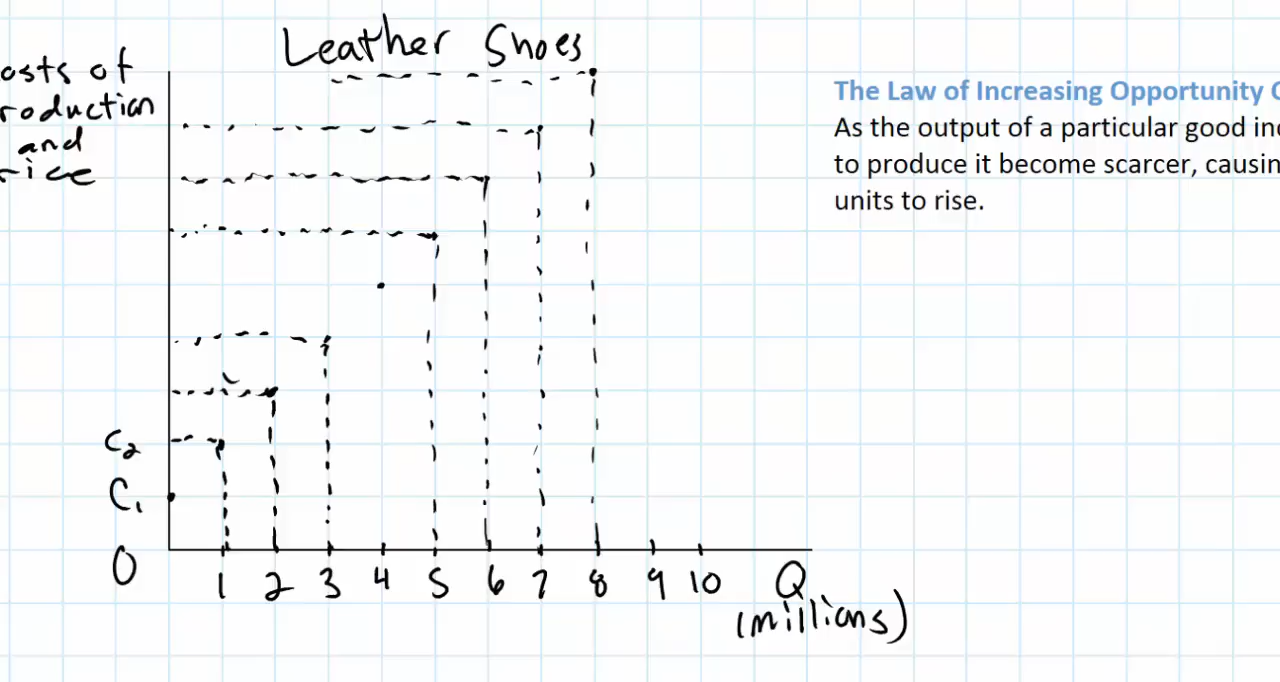 Leather Shoes
osts of
roduction
and
rice
C2
C1
0
1 2 3 4 5 6 7 8 9 10 Q
(millions)
The Law of Increasing Opportunity C
As the output of a particular good in
to produce it become scarcer, causin
units to rise.